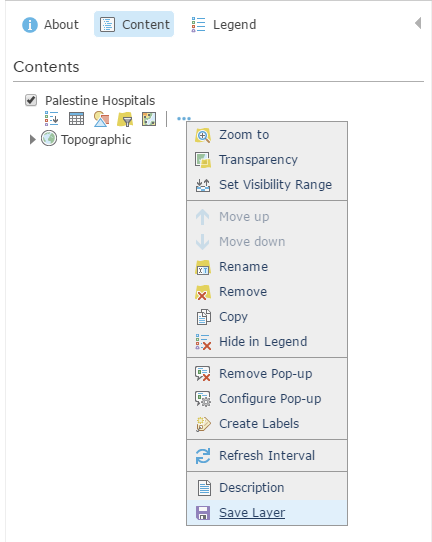 About Content Legend
Contents
Palestine Hospitals
Topographic
Zoom to
Transparency
Set Visibility Range
Move up
Move down
Rename
Remove
Copy
Hide in Legend
Remove Pop-up
Configure Pop-up
Create Labels
Refresh Interval
Description
Save Layer